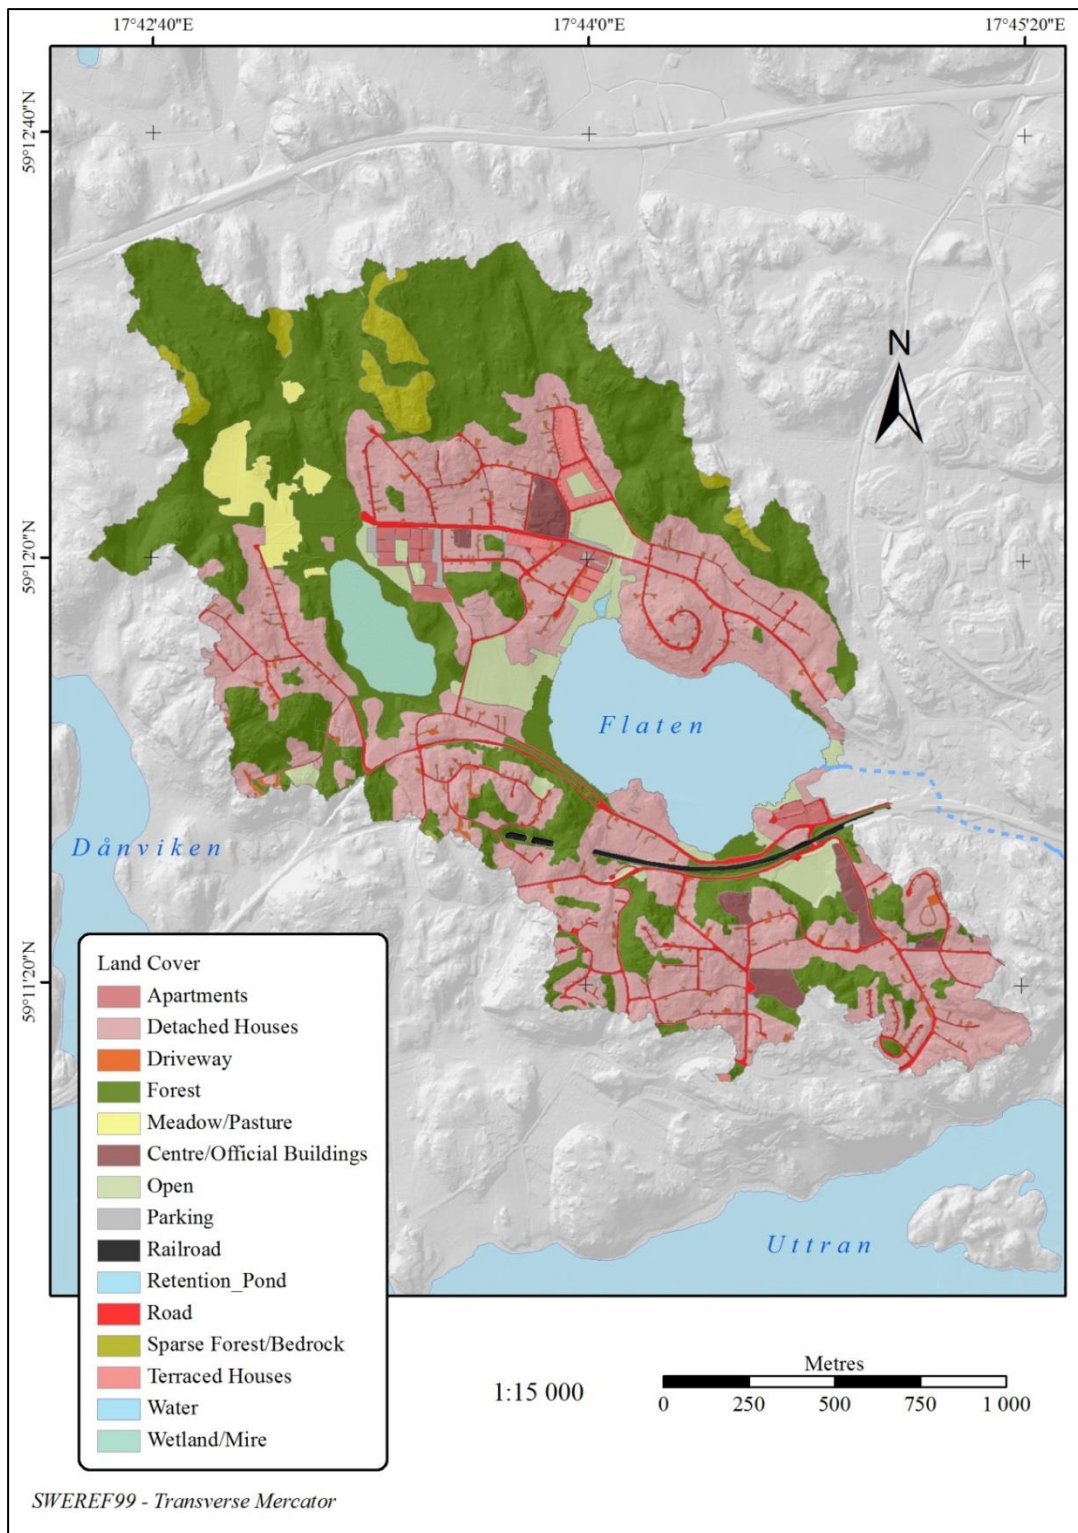 17°42'40"E
17°44'0"E
17°45'20"E
59°12'40"N
N
59°12'0"N
Flaten
Dånviken
59°11'20"N
Land Cover
Apartments
Detached Houses
Driveway
Forest
Meadow/Pasture
Centre/Official Buildings
Open
Parking
Railroad
Retention_Pond
Road
Sparse Forest/Bedrock
Terraced Houses
Water
Wetland/Mire
Uttran
1:15 000
Metres
0 250 500 750 1 000
SWEREF99 - Transverse Mercator